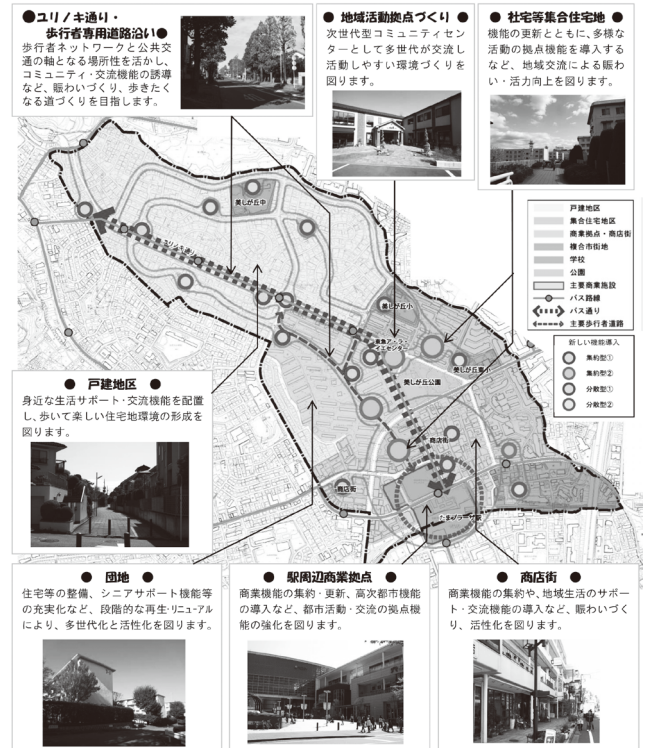 ●ユリノキ通り・
歩行者専用道路沿い●
歩行者ネットワークと公共交
通の軸となる場所性を活かし、
コミュニティ・交流機能の誘導
など、賑わいづくり、歩きたく
なる道づくりを目指します。
● 地域活動拠点づくり ●
次世代型コミュニティセン
ターとして多世代が交流し
活動しやすい環境づくりを
図ります。
● 社宅等集合住宅地 ●
機能の更新とともに、多様な
活動の拠点機能を導入する
など、地域交流による賑わ
い・活力向上を図ります。
美しが丘中
ユリノキ通り
美しが丘小
美しが丘東小
美しが丘公園
商店街
商店街
たまプラーザ駅
戸建地区
集合住宅地区
商業拠点・商店街
複合市街地
学校
公園
主要商業施設
バス路線
バス通り
主要歩行者道路
新しい機能導入
集約型①
集約型②
分散型①
分散型②
● 戸建地区 ●
身近な生活サポート・交流機能を配置
し、歩いて楽しい住宅地環境の形成を
図ります。
● 団地 ●
住宅等の整備、シニアサポート機能等
の充実化など、段階的な再生・リニューアル
により、多世代化と活性化を図ります。
● 駅周辺商業拠点 ●
商業機能の集約・更新、高次都市機能
の導入など、都市活動・交流の拠点機
能の強化を図ります。
● 商店街 ●
商業機能の集約や、地域生活のサポー
ト・交流機能の導入など、賑わいづく
り、活性化を図ります。